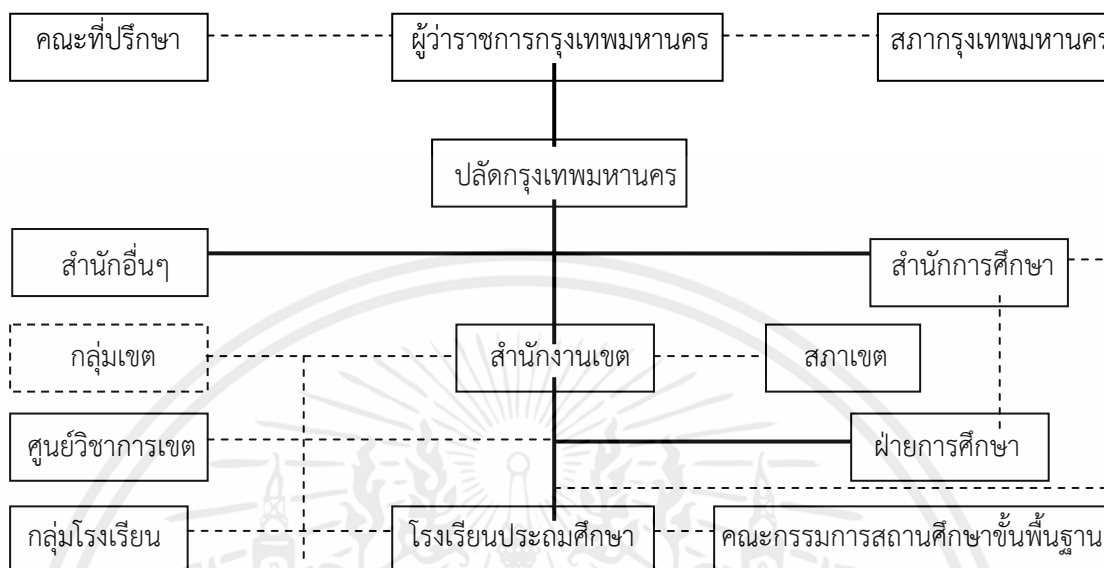 คณะที่ปรึกษา
ผู้ว่าราชการกรุงเทพมหานคร
สภากรุงเทพมหานคร
ปลัดกรุงเทพมหานคร
สำนักอื่นๆ
สำนักการศึกษา
กลุ่มเขต
สำนักงานเขต
สภาเขต
ศูนย์วิชาการเขต
ฝ่ายการศึกษา
กลุ่มโรงเรียน
โรงเรียนประถมศึกษา
คณะกรรมการสถานศึกษาขั้นพื้นฐาน